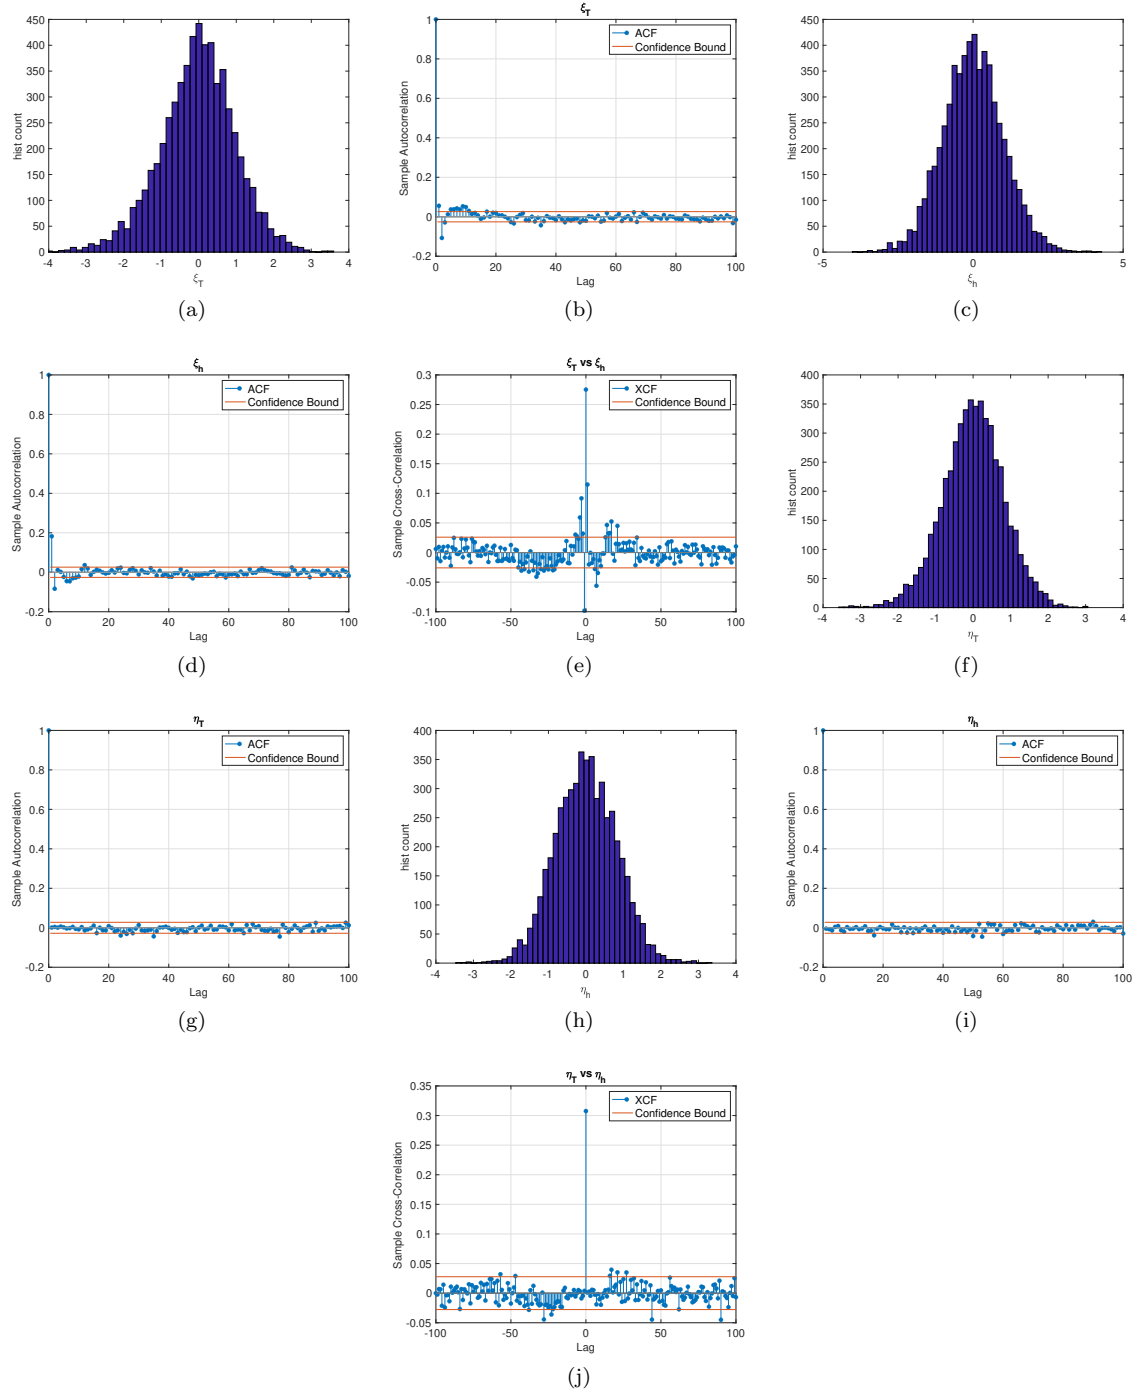 450
400
350
300
250
200
150
100
50
0
hist count
-4 -3 -2 -1 0 1 2 3 4
ξT
(a)
ξT
ACF
Confidence Bound
1
0.8
0.6
0.4
0.2
0
-0.2
Sample Autocorrelation
0 20 40 60 80 100
Lag
(b)
450
400
350
300
250
200
150
100
50
0
hist count
-5 0 5
ξh
(c)
ξh
ACF
Confidence Bound
1
0.8
0.6
0.4
0.2
0
-0.2
Sample Autocorrelation
0 20 40 60 80 100
Lag
(d)
ξT vs ξh
XCF
Confidence Bound
0.3
0.25
0.2
0.15
0.1
0.05
0
-0.05
-0.1
Sample Cross-Correlation
-100 -50 0 50 100
Lag
(e)
400
350
300
250
200
150
100
50
0
hist count
-4 -3 -2 -1 0 1 2 3 4
ηT
(f)
ηT
ACF
Confidence Bound
1
0.8
0.6
0.4
0.2
0
-0.2
Sample Autocorrelation
0 20 40 60 80 100
Lag
(g)
400
350
300
250
200
150
100
50
0
hist count
-4 -3 -2 -1 0 1 2 3 4
ηh
(h)
ηh
ACF
Confidence Bound
1
0.8
0.6
0.4
0.2
0
-0.2
Sample Autocorrelation
0 20 40 60 80 100
Lag
(i)
ηT vs ηh
XCF
Confidence Bound
0.35
0.3
0.25
0.2
0.15
0.1
0.05
0
-0.05
Sample Cross-Correlation
-100 -50 0 50 100
Lag
(j)